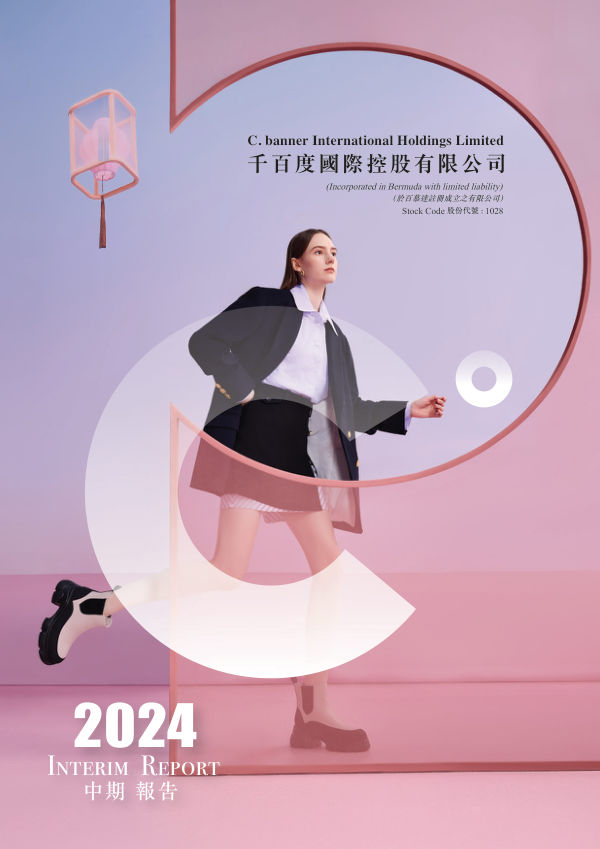 C. banner International Holdings Limited
千百度國際控股有限公司
(Incorporated in Bermuda with limited liability)
(於百慕達註冊成立之有限公司)
Stock Code 股份代號 : 1028
2024
INTERIM REPORT
中期 報告